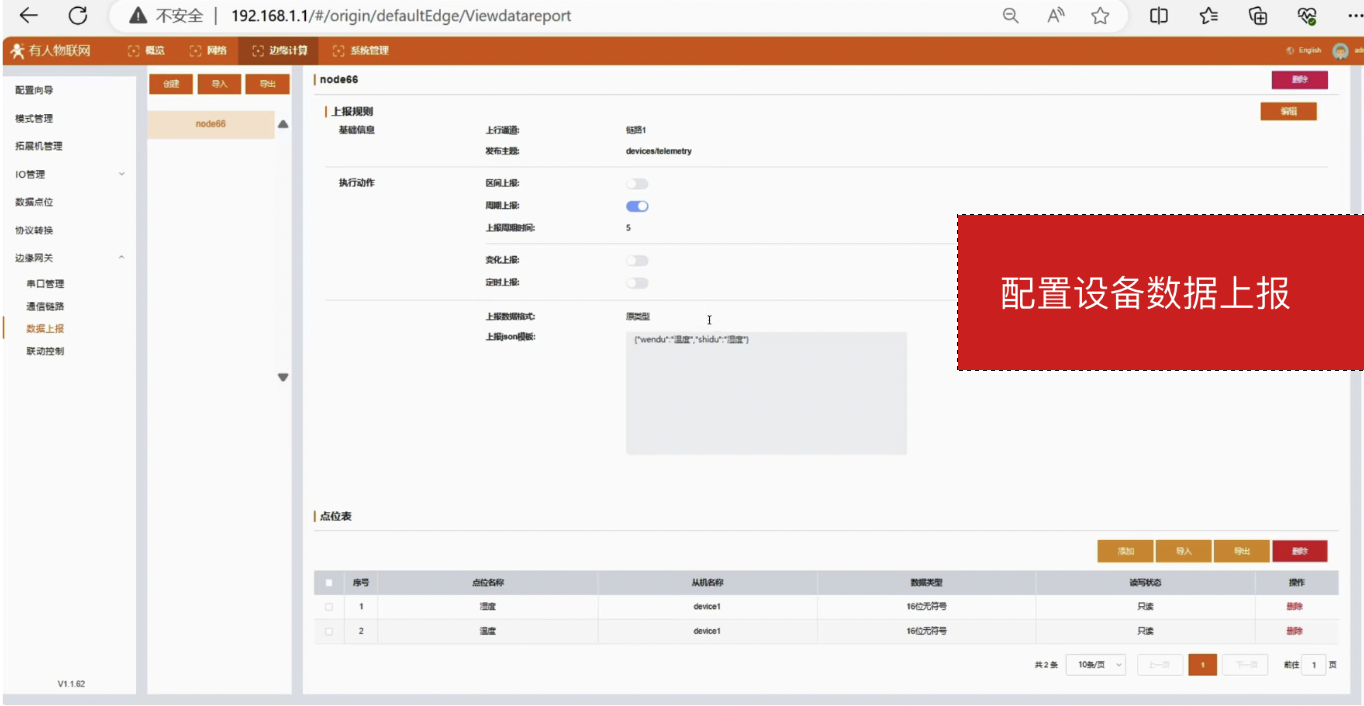 不安全 | 192.168.1.1/#/origin/defaultEdge/Viewdatareport
有人物联网 概览 网络 边缘计算 系统管理 English
配置向导
模式管理
拓展机管理
IO管理
数据点位
协议转换
边缘网关
串口管理
通信链路
数据上报
联动控制
V1.1.62
创建 导入 导出
node66
node66 删除
上报规则 编辑
基础信息 上行通道: 链路1
发布主题: devices/telemetry
执行动作 区间上报:
周期上报:
上报周期时间: 5
变化上报:
定时上报:
上报数据格式: 原类型
上报json模板: {"wendu":"温度","shidu":"湿度"}
配置设备数据上报
点位表
添加 导入 导出 删除
序号 点位名称 从机名称 数据类型 读写状态 操作
1 湿度 device1 16位无符号 只读 删除
2 温度 device1 16位无符号 只读 删除
共 2 条 10条/页 上一页 1 下一页 前往 1 页